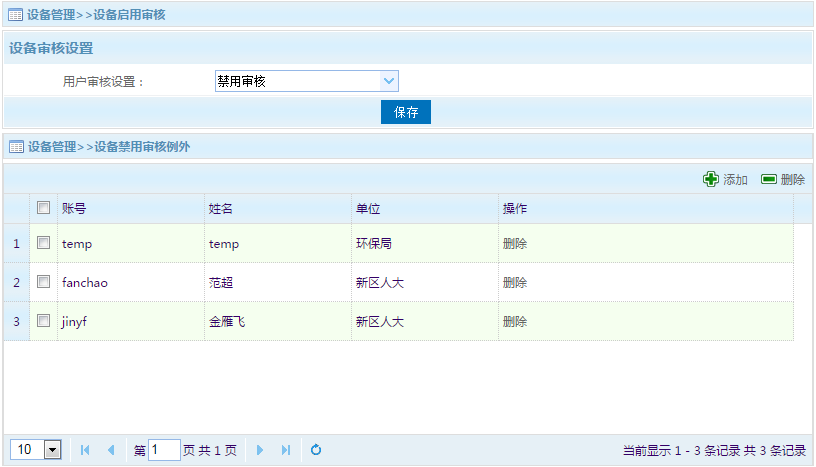 设备管理>>设备启用审核
设备审核设置
用户审核设置： 禁用审核
保存
设备管理>>设备禁用审核例外
添加 删除
账号 姓名 单位 操作
1 temp temp 环保局 删除
2 fanchao 范超 新区人大 删除
3 jinyf 金雁飞 新区人大 删除
10 第 1 页 共 1 页 当前显示 1 - 3 条记录 共 3 条记录